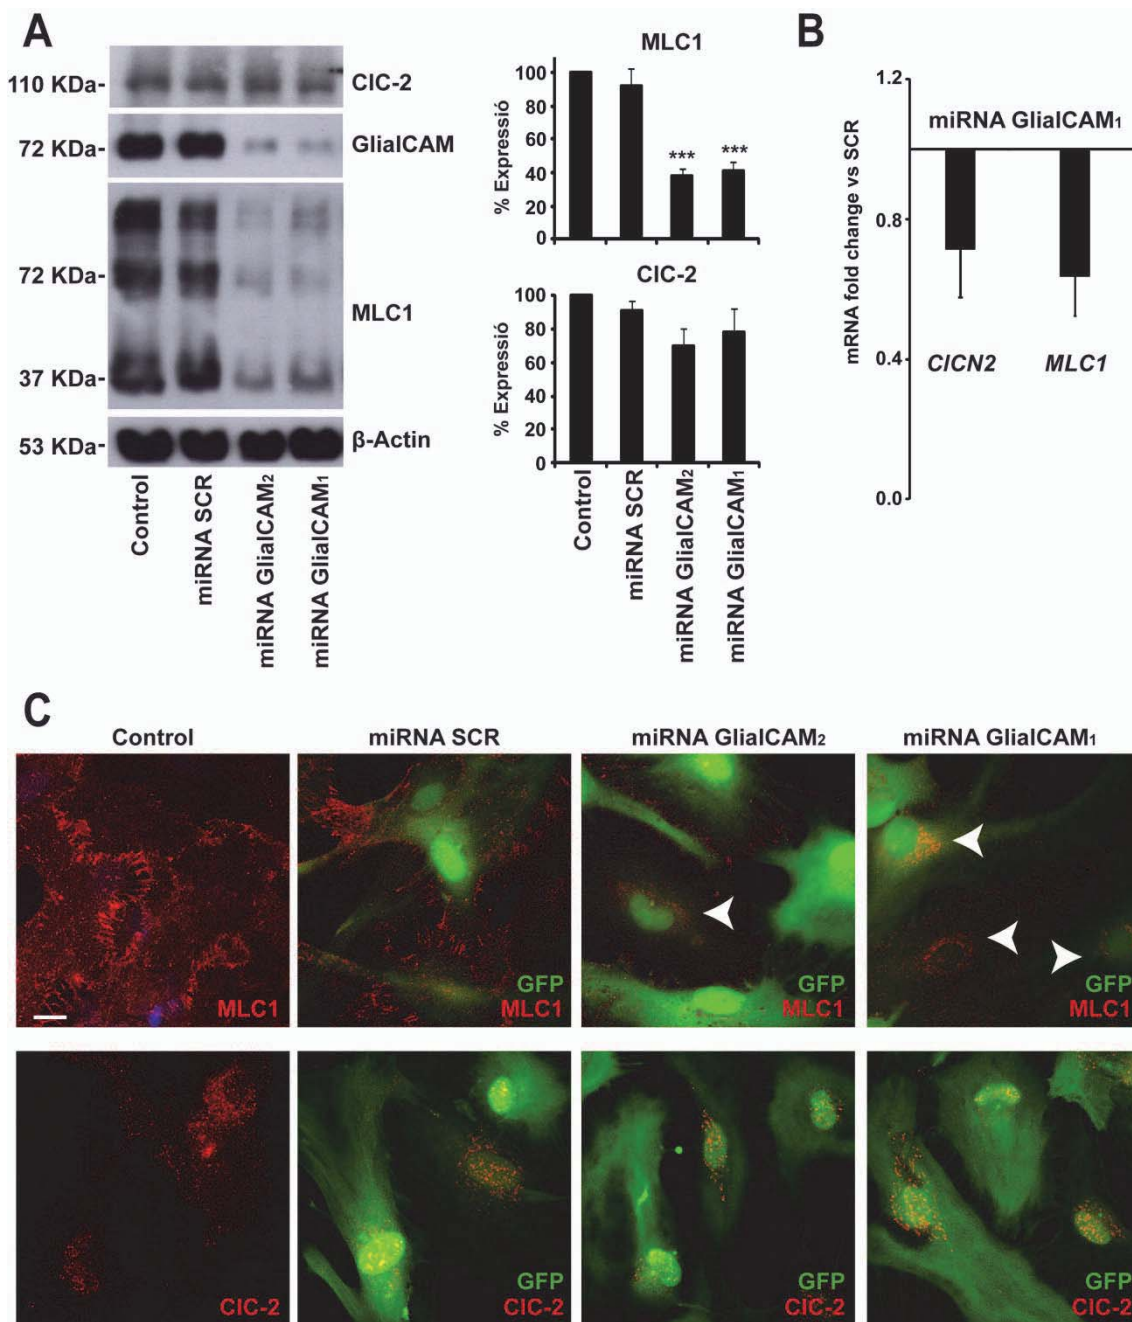 A
110 KDa-
ClC-2
72 KDa-
GlialCAM
72 KDa-
MLC1
37 KDa-
53 KDa-
β-Actin
Control
miRNA SCR
miRNA GlialCAM2
miRNA GlialCAM1
MLC1
% Expressió
100
80
60
40
20
0
***
***
ClC-2
% Expressió
100
80
60
40
20
0
Control
miRNA SCR
miRNA GlialCAM2
miRNA GlialCAM1
B
mRNA fold change vs SCR
1.2
0.8
0.4
0.0
miRNA GlialCAM1
ClCN2
MLC1
C
Control
miRNA SCR
miRNA GlialCAM2
miRNA GlialCAM1
MLC1
GFP
MLC1
GFP
MLC1
GFP
MLC1
ClC-2
GFP
ClC-2
GFP
ClC-2
GFP
ClC-2